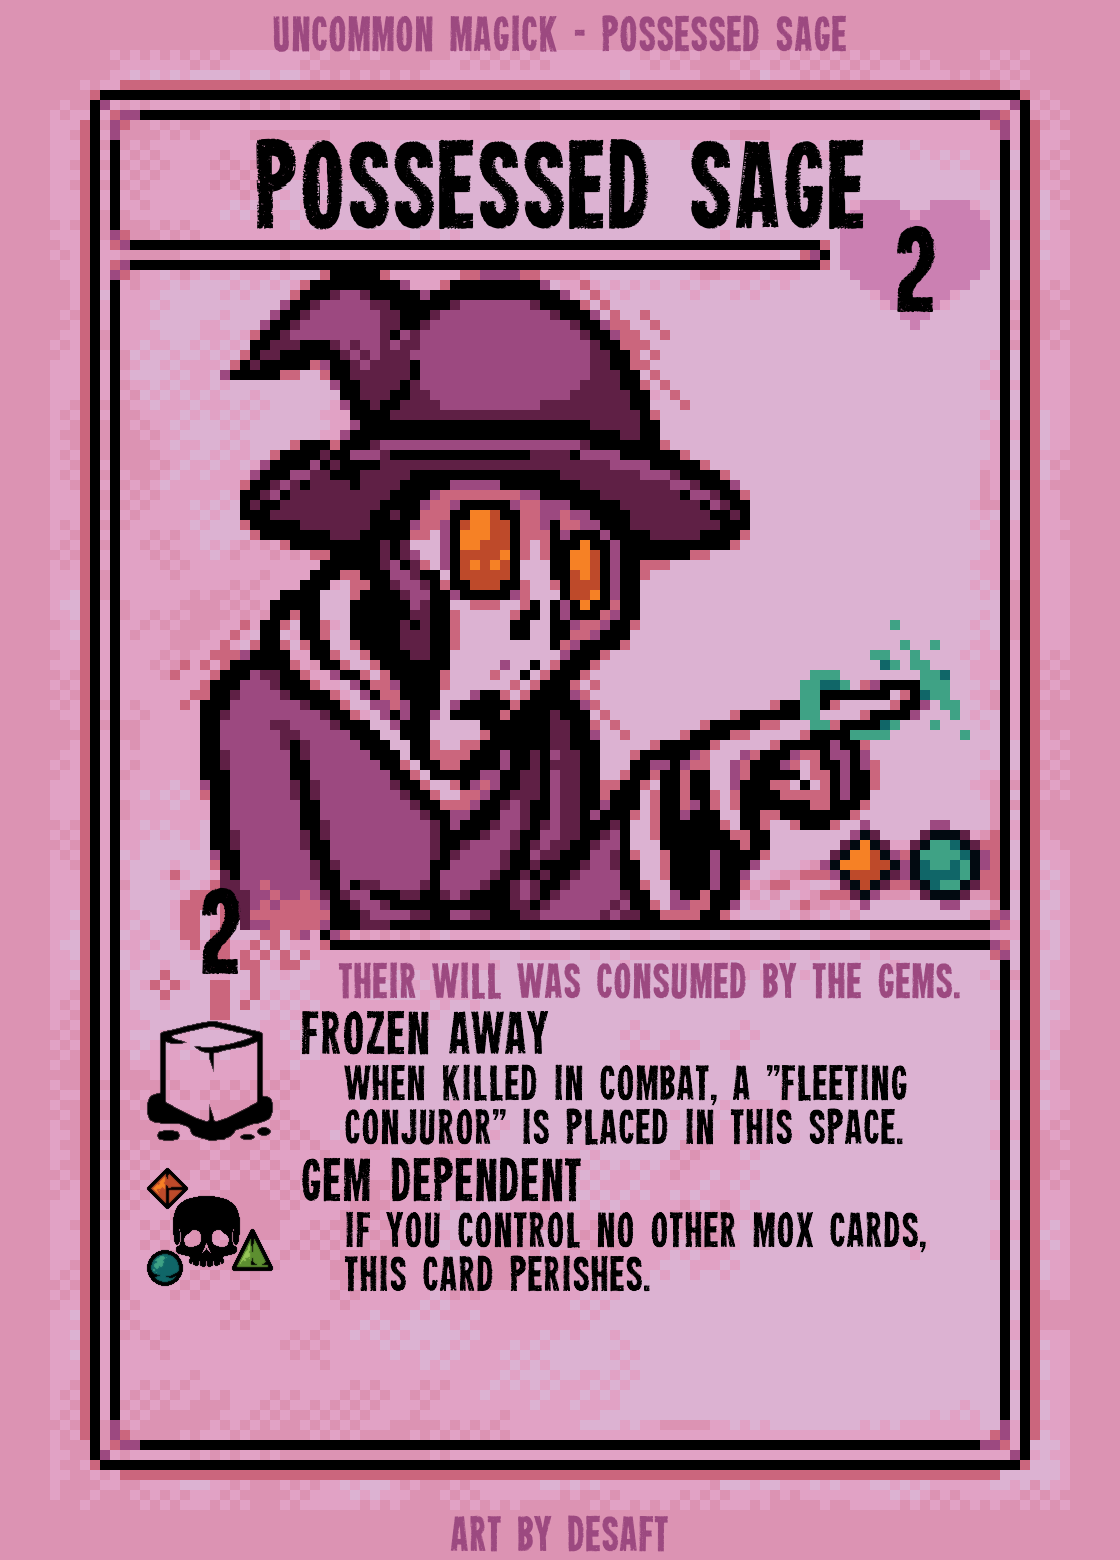 UNCOMMON MAGICK - POSSESSED SAGE
POSSESSED SAGE
2
2
THEIR WILL WAS CONSUMED BY THE GEMS.
FROZEN AWAY
WHEN KILLED IN COMBAT, A "FLEETING
CONJUROR" IS PLACED IN THIS SPACE.
GEM DEPENDENT
IF YOU CONTROL NO OTHER MOX CARDS,
THIS CARD PERISHES.
ART BY DESAFT